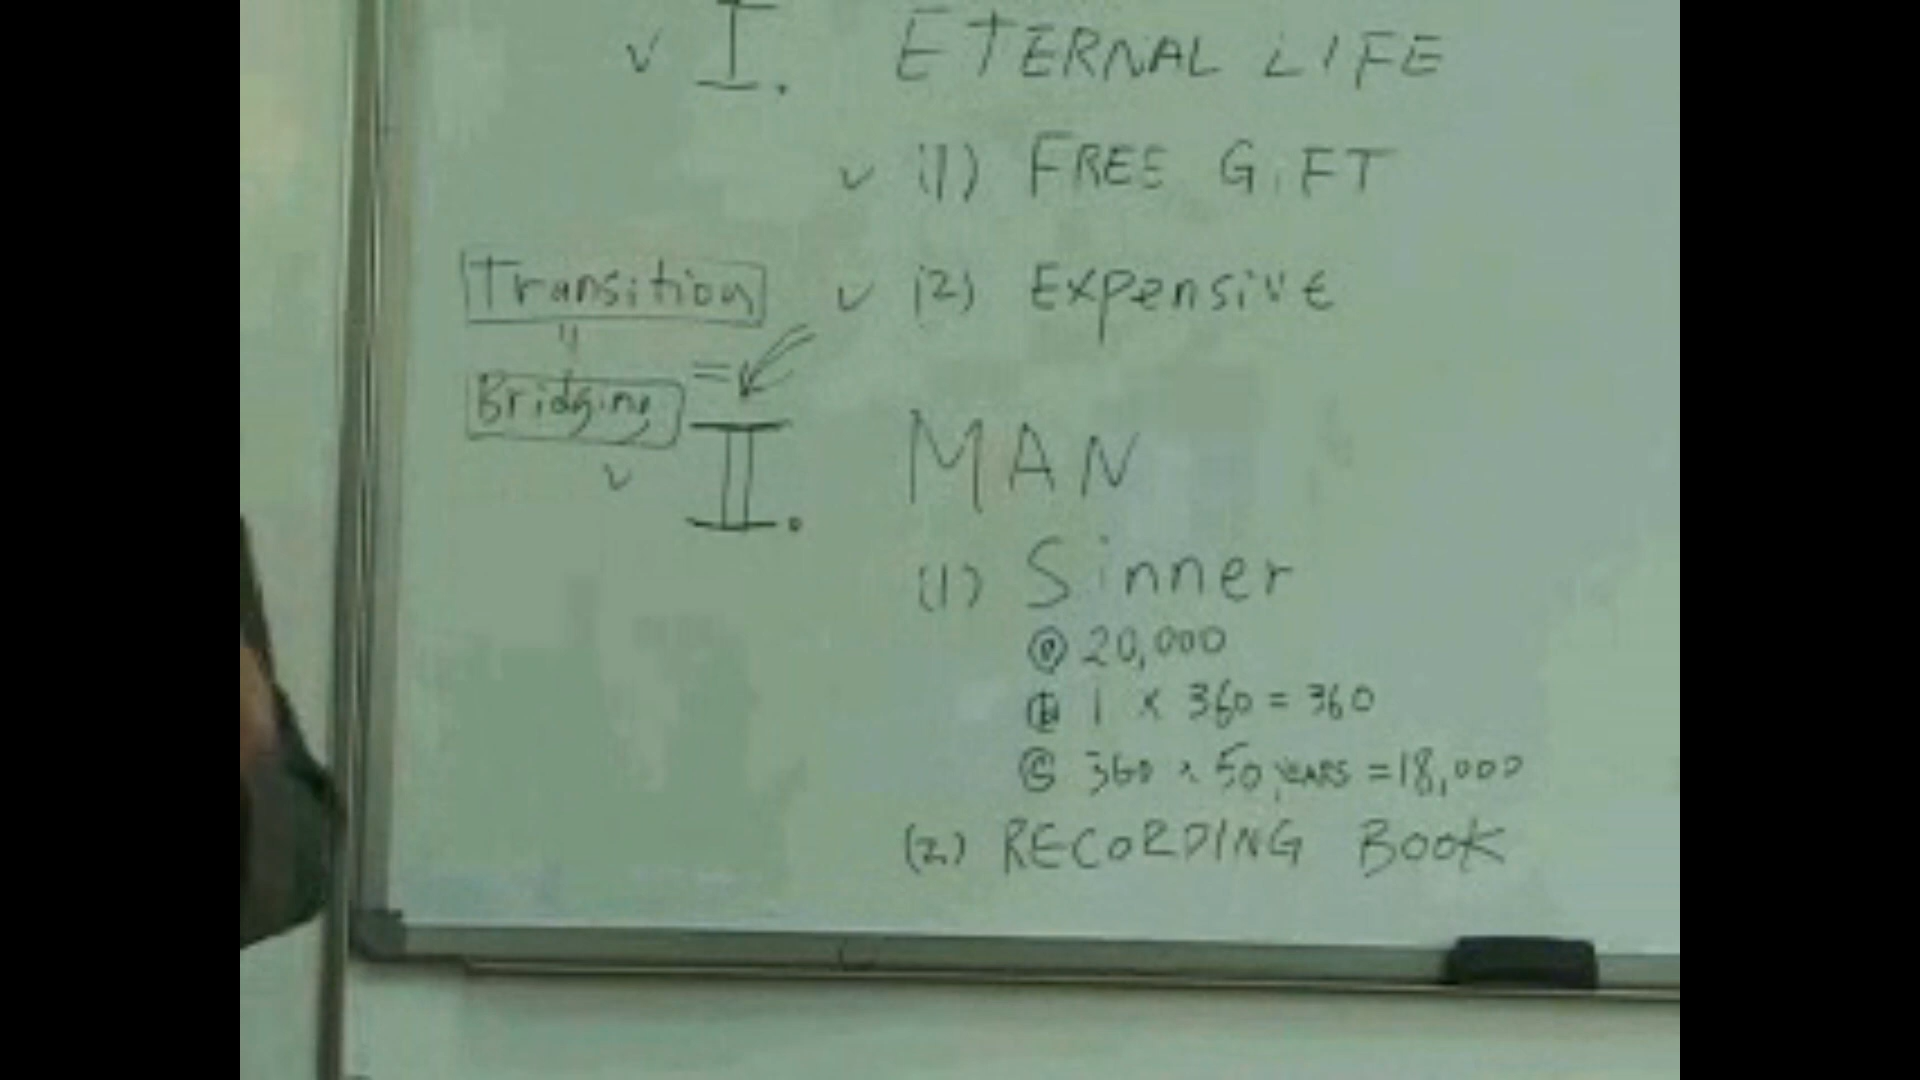 ✓ I. ETERNAL LIFE
✓ (1) FREE GIFT
✓ (2) Expensive
Transition
"
Bridging
=
✓ II. MAN
(1) Sinner
ⓐ 20,000
ⓑ 1 × 360 = 360
ⓒ 360 × 50 YEARS = 18,000
(2) RECORDING BOOK